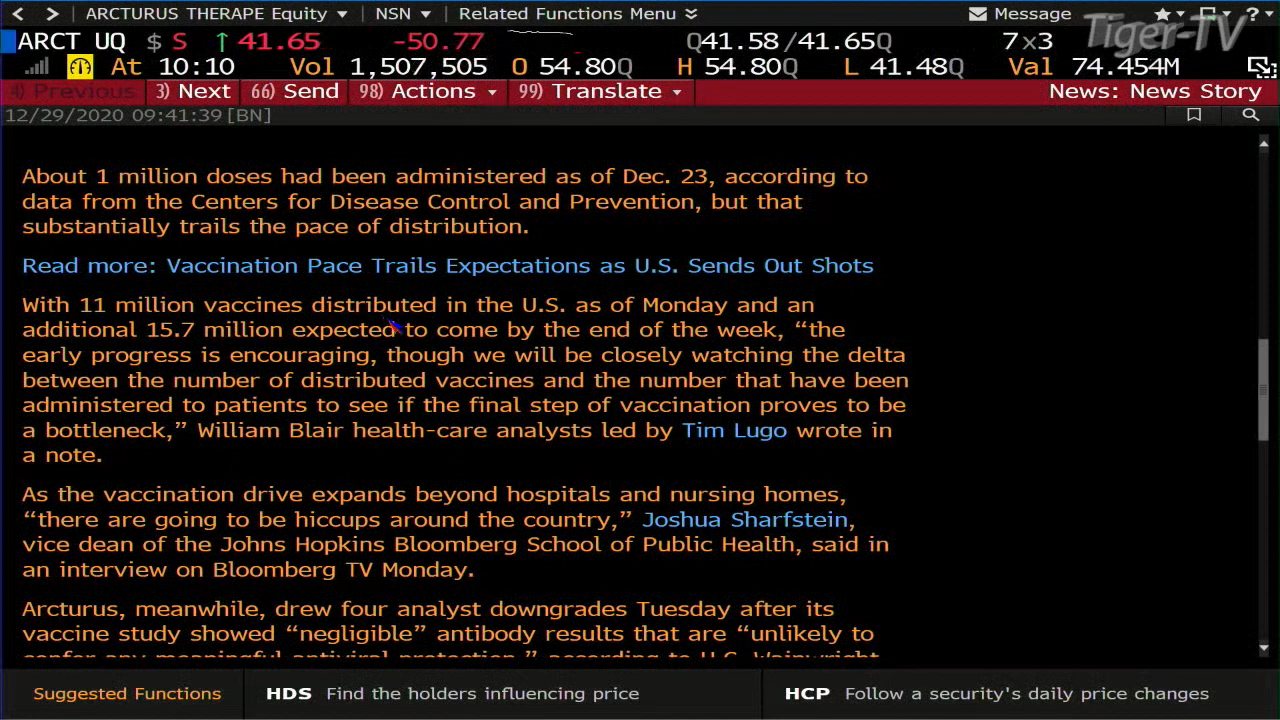 ARCTURUS THERAPE Equity NSN Related Functions Menu Message
Tiger-TV
ARCT UQ $ S ↑ 41.65 -50.77 Q41.58 /41.65Q 7 x 3
At 10:10 Vol 1,507,505 O 54.80Q H 54.80Q L 41.48Q Val 74.454M
4) Previous 3) Next 66) Send 98) Actions 99) Translate News: News Story
12/29/2020 09:41:39 [BN]
About 1 million doses had been administered as of Dec. 23, according to
data from the Centers for Disease Control and Prevention, but that
substantially trails the pace of distribution.
Read more: Vaccination Pace Trails Expectations as U.S. Sends Out Shots
With 11 million vaccines distributed in the U.S. as of Monday and an
additional 15.7 million expected to come by the end of the week, “the
early progress is encouraging, though we will be closely watching the delta
between the number of distributed vaccines and the number that have been
administered to patients to see if the final step of vaccination proves to be
a bottleneck,” William Blair health-care analysts led by Tim Lugo wrote in
a note.
As the vaccination drive expands beyond hospitals and nursing homes,
“there are going to be hiccups around the country,” Joshua Sharfstein,
vice dean of the Johns Hopkins Bloomberg School of Public Health, said in
an interview on Bloomberg TV Monday.
Arcturus, meanwhile, drew four analyst downgrades Tuesday after its
vaccine study showed “negligible” antibody results that are “unlikely to
confer any meaningful antiviral protection,” according to H.C. Wainwright
Suggested Functions HDS Find the holders influencing price HCP Follow a security's daily price changes